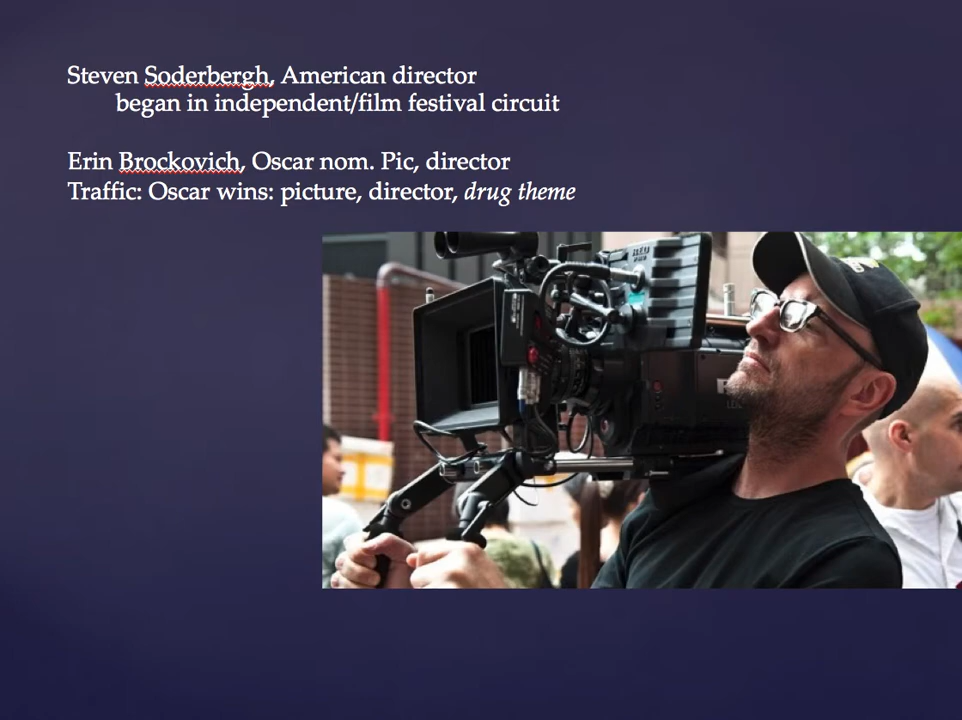 Steven Soderbergh, American director
began in independent/film festival circuit
Erin Brockovich, Oscar nom. Pic, director
Traffic: Oscar wins: picture, director, drug theme
RED